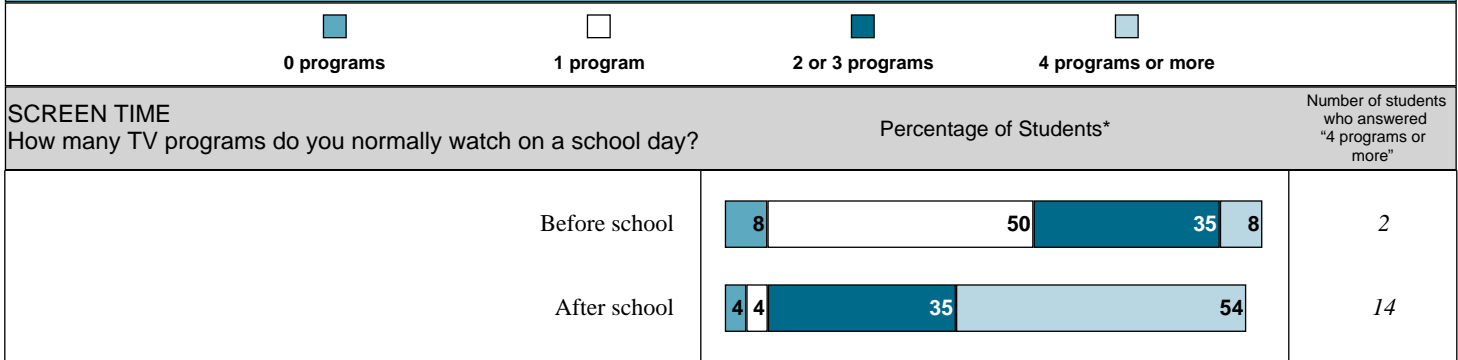 0 programs 1 program 2 or 3 programs 4 programs or more
SCREEN TIME
How many TV programs do you normally watch on a school day?
Percentage of Students*
Number of students
who answered
“4 programs or
more”
Before school 8 50 35 8 2
After school 4 4 35 54 14